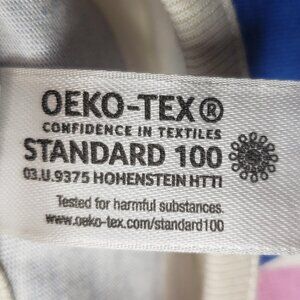 OEKO-TEX®
CONFIDENCE IN TEXTILES
STANDARD 100
03.U.9375 HOHENSTEIN HTTI
Tested for harmful substances.
www.oeko-tex.com/standard100